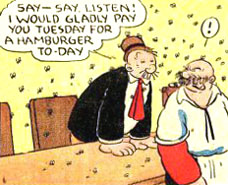 SAY— SAY, LISTEN!
I WOULD GLADLY PAY
YOU TUESDAY FOR
A HAMBURGER
TO-DAY
!